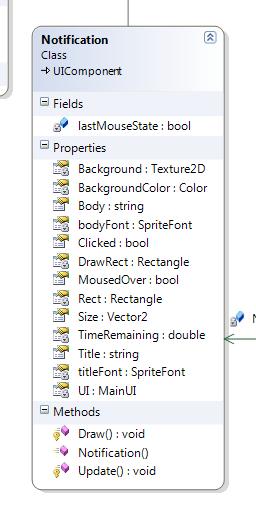 Notification
Class
UIComponent
Fields
lastMouseState : bool
Properties
Background : Texture2D
BackgroundColor : Color
Body : string
bodyFont : SpriteFont
Clicked : bool
DrawRect : Rectangle
MousedOver : bool
Rect : Rectangle
Size : Vector2
TimeRemaining : double
Title : string
titleFont : SpriteFont
UI : MainUI
Methods
Draw() : void
Notification()
Update() : void